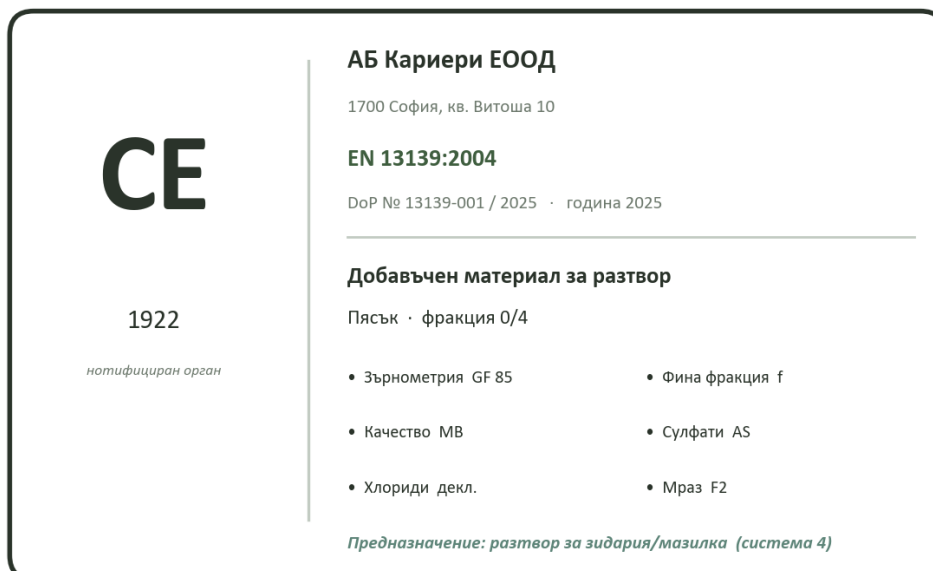 CE
1922
нотифициран орган
АБ Кариери ЕООД
1700 София, кв. Витоша 10
EN 13139:2004
DoP № 13139-001 / 2025 · година 2025
Добавъчен материал за разтвор
Пясък · фракция 0/4
• Зърнометрия GF 85
• Фина фракция f
• Качество MB
• Сулфати AS
• Хлориди декл.
• Мраз F2
Предназначение: разтвор за зидария/мазилка (система 4)